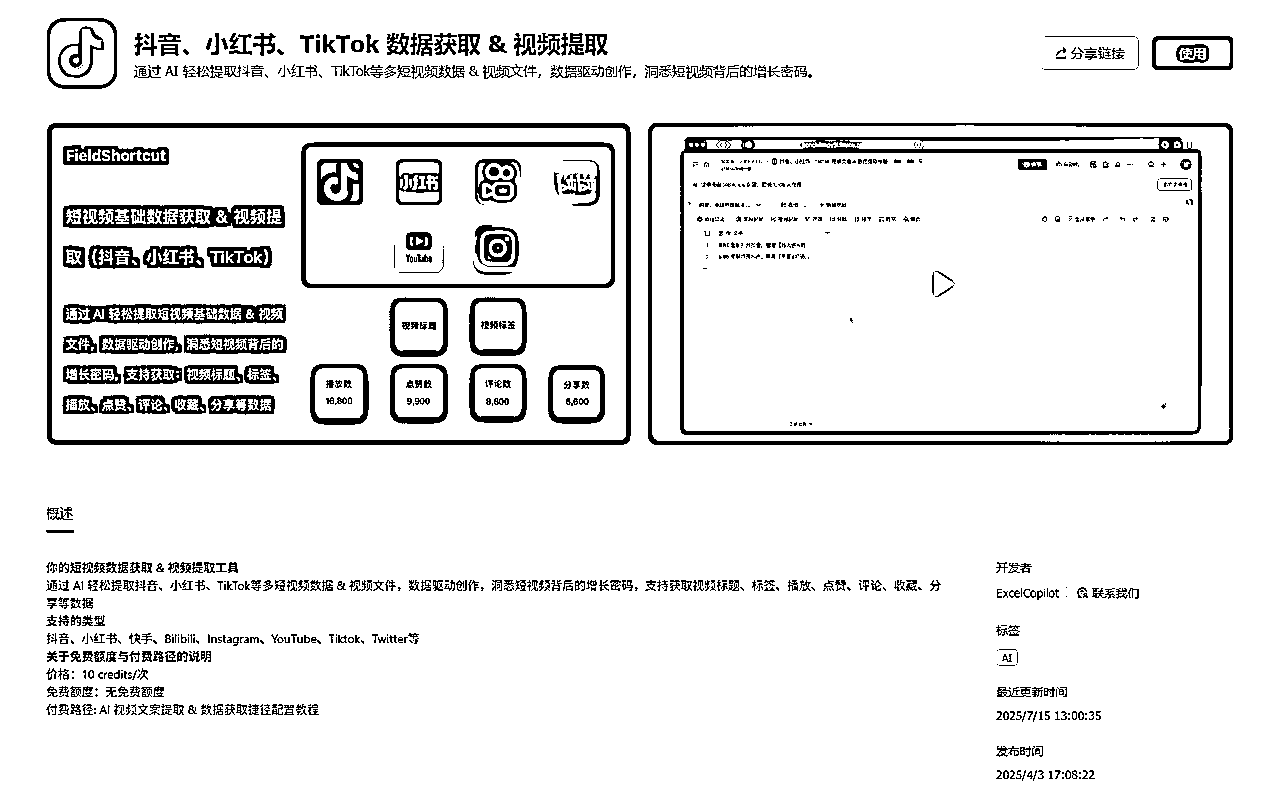 抖音、小红书、TikTok 数据获取 & 视频提取
通过 AI 轻松提取抖音、小红书、TikTok等多短视频数据 & 视频文件，数据驱动创作，洞悉短视频背后的增长密码。
分享链接
使用
FieldShortcut
短视频基础数据获取 & 视频提
取（抖音、小红书、TikTok）
通过 AI 轻松提取短视频基础数据 & 视频
文件，数据驱动创作，洞悉短视频背后的
增长密码，支持获取：视频标题、标签、
播放、点赞、评论、收藏、分享等数据
小红书
YouTube
视频标题
视频标签
播放数
16,800
点赞数
9,900
评论数
8,600
分享数
6,600
概述
你的短视频数据获取 & 视频提取工具
通过 AI 轻松提取抖音、小红书、TikTok等多短视频数据 & 视频文件，数据驱动创作，洞悉短视频背后的增长密码，支持获取视频标题、标签、播放、点赞、评论、收藏、分
享等数据
支持的类型
抖音、小红书、快手、Bilibili、Instagram、YouTube、Tiktok、Twitter等
关于免费额度与付费路径的说明
价格：10 credits/次
免费额度：无免费额度
付费路径: AI 视频文案提取 & 数据获取捷径配置教程
开发者
ExcelCopilot
联系我们
标签
AI
最近更新时间
2025/7/15 13:00:35
发布时间
2025/4/3 17:08:22